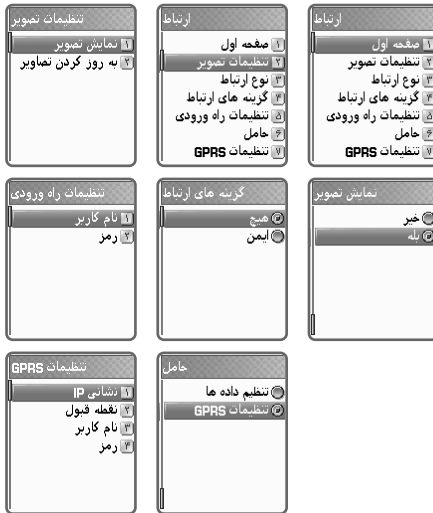 ارتباط
۱ صفحه اول
۲ تنظیمات تصویر
۳ نوع ارتباط
۴ گزینه های ارتباط
۵ تنظیمات راه ورودی
۶ حامل
۷ تنظیمات GPRS
ارتباط
۱ صفحه اول
۲ تنظیمات تصویر
۳ نوع ارتباط
۴ گزینه های ارتباط
۵ تنظیمات راه ورودی
۶ حامل
۷ تنظیمات GPRS
تنظیمات تصویر
۱ نمایش تصویر
۲ به روز کردن تصاویر
نمایش تصویر
خیر
بله
گزینه های ارتباط
هیچ
ایمن
تنظیمات راه ورودی
۱ نام کاربر
۲ رمز
حامل
تنظیم داده ها
تنظیمات GPRS
تنظیمات GPRS
۱ نشانی IP
۲ نقطه قبول
۳ نام کاربر
۴ رمز